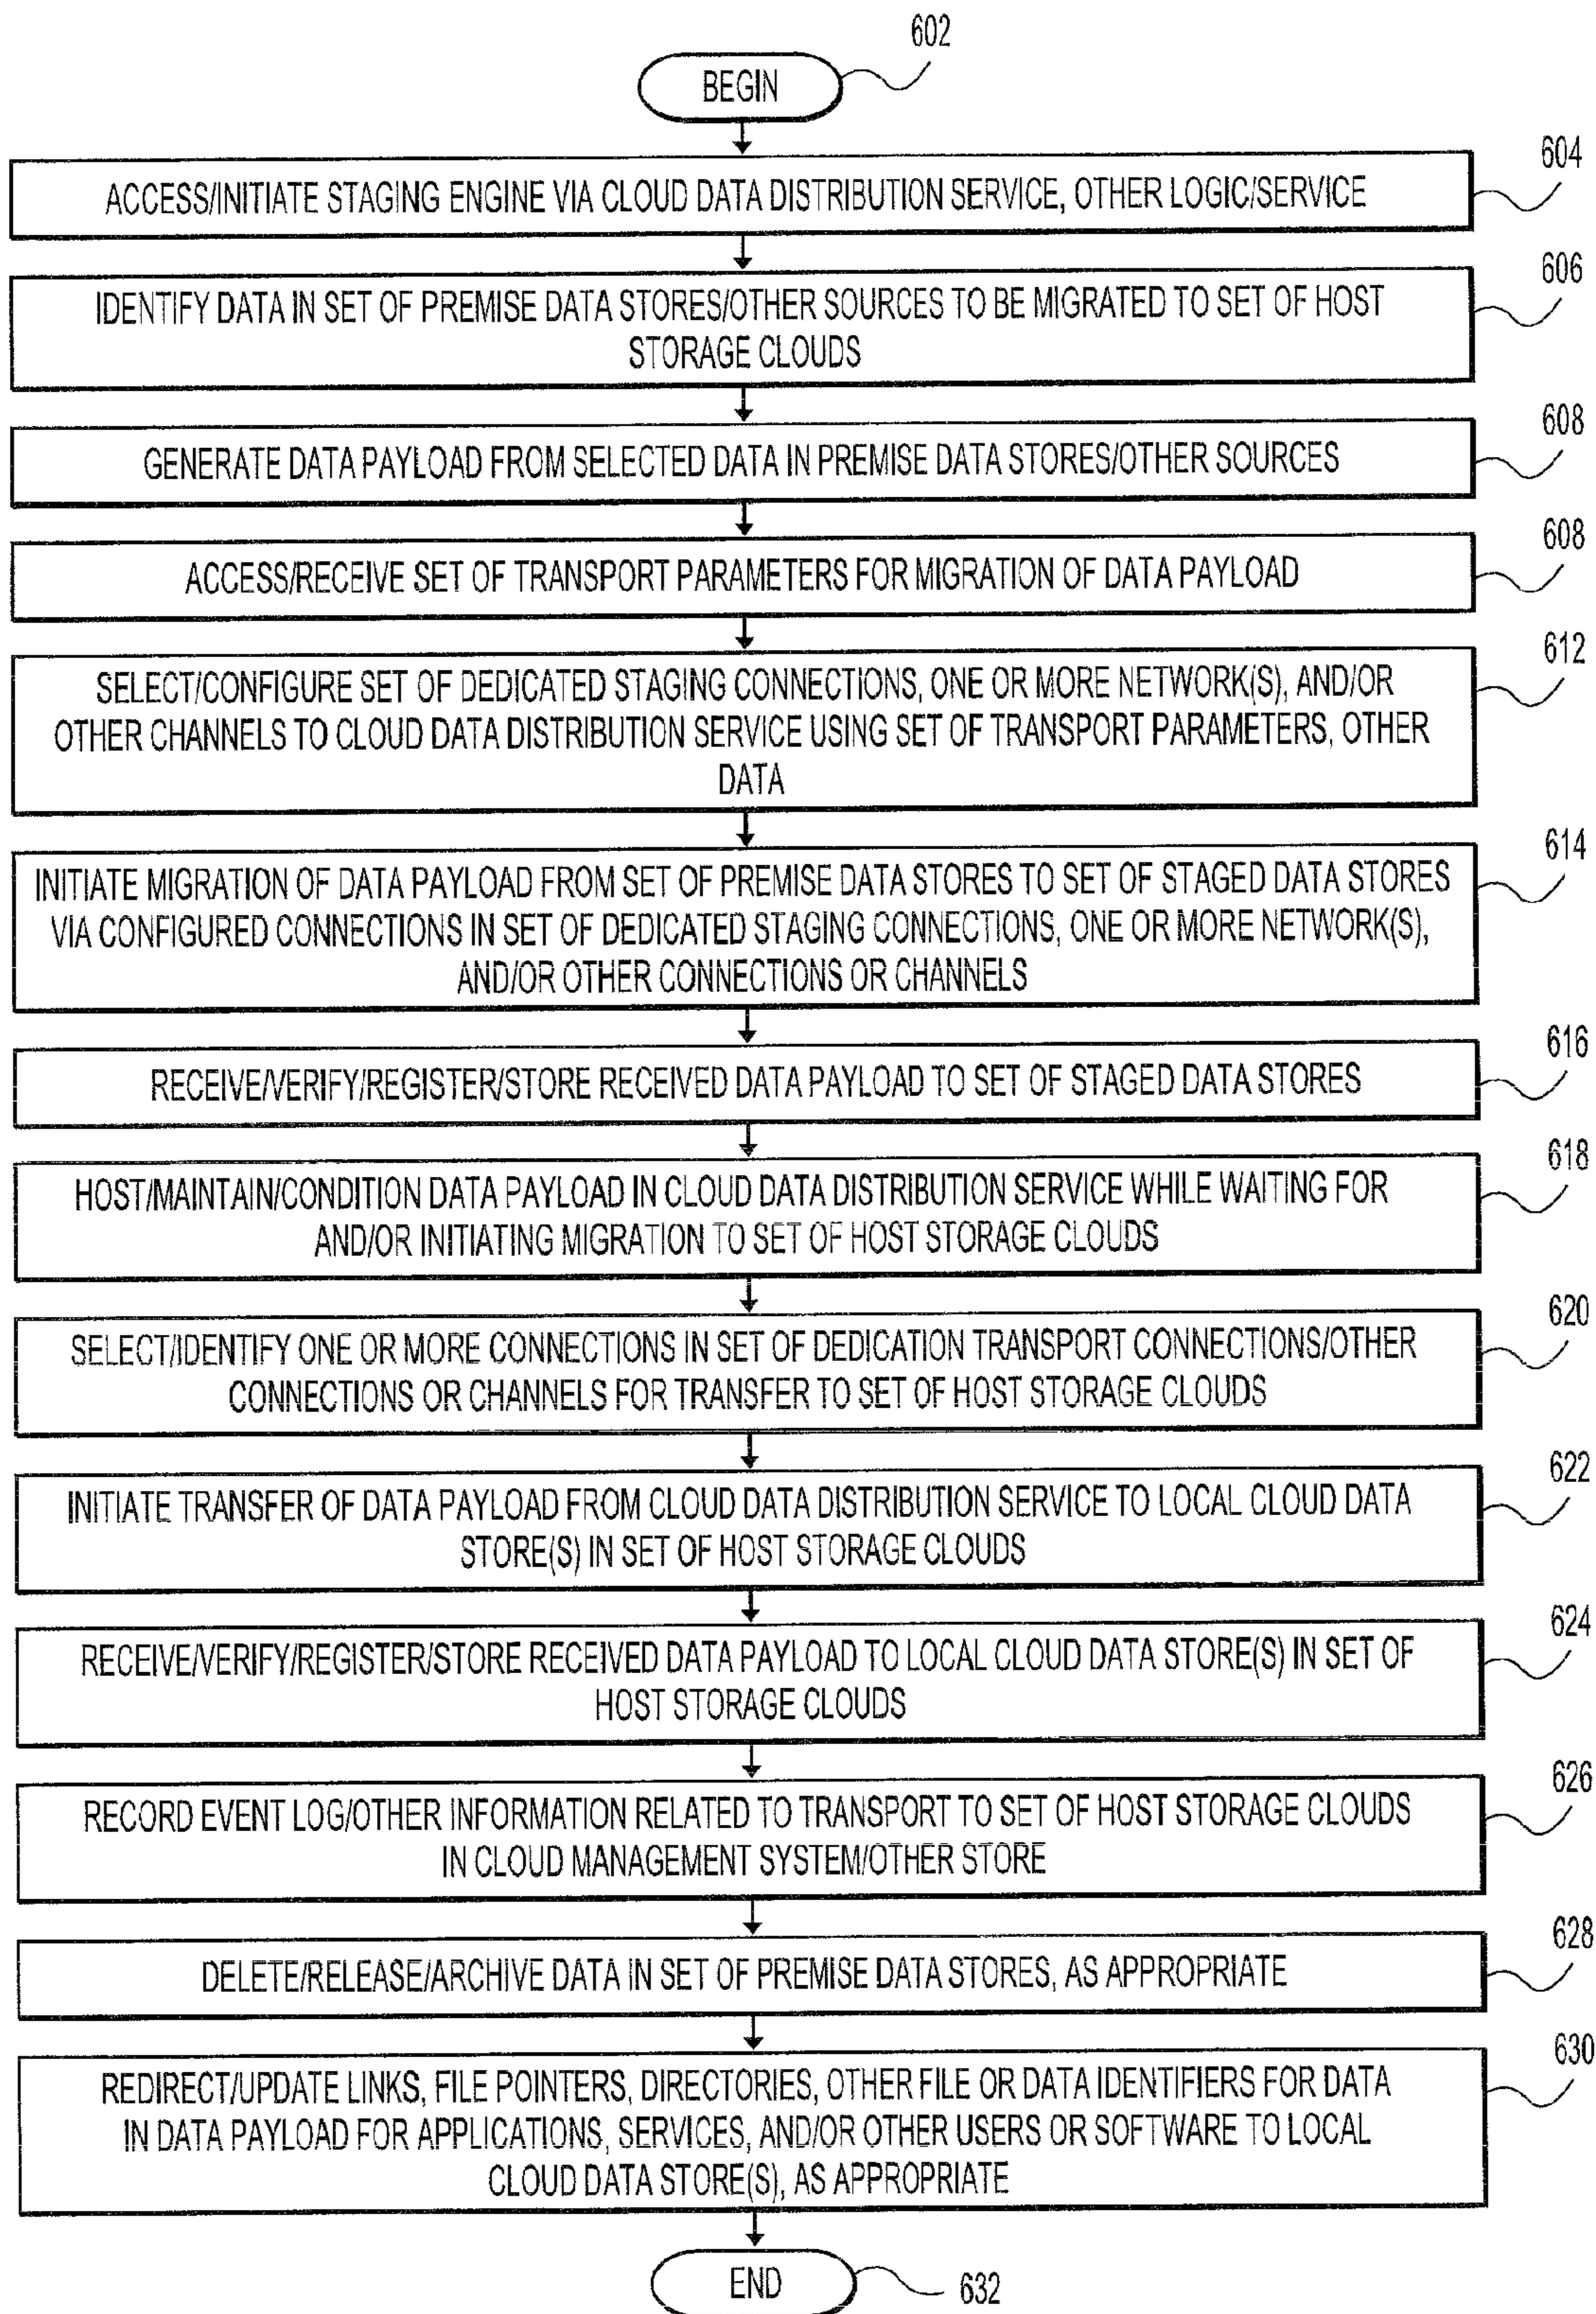 602
BEGIN
604
ACCESS/INITIATE STAGING ENGINE VIA CLOUD DATA DISTRIBUTION SERVICE, OTHER LOGIC/SERVICE
606
IDENTIFY DATA IN SET OF PREMISE DATA STORES/OTHER SOURCES TO BE MIGRATED TO SET OF HOST
STORAGE CLOUDS
608
GENERATE DATA PAYLOAD FROM SELECTED DATA IN PREMISE DATA STORES/OTHER SOURCES
608
ACCESS/RECEIVE SET OF TRANSPORT PARAMETERS FOR MIGRATION OF DATA PAYLOAD
612
SELECT/CONFIGURE SET OF DEDICATED STAGING CONNECTIONS, ONE OR MORE NETWORK(S), AND/OR
OTHER CHANNELS TO CLOUD DATA DISTRIBUTION SERVICE USING SET OF TRANSPORT PARAMETERS, OTHER
DATA
614
INITIATE MIGRATION OF DATA PAYLOAD FROM SET OF PREMISE DATA STORES TO SET OF STAGED DATA STORES
VIA CONFIGURED CONNECTIONS IN SET OF DEDICATED STAGING CONNECTIONS, ONE OR MORE NETWORK(S),
AND/OR OTHER CONNECTIONS OR CHANNELS
616
RECEIVE/VERIFY/REGISTER/STORE RECEIVED DATA PAYLOAD TO SET OF STAGED DATA STORES
618
HOST/MAINTAIN/CONDITION DATA PAYLOAD IN CLOUD DATA DISTRIBUTION SERVICE WHILE WAITING FOR
AND/OR INITIATING MIGRATION TO SET OF HOST STORAGE CLOUDS
620
SELECT/IDENTIFY ONE OR MORE CONNECTIONS IN SET OF DEDICATION TRANSPORT CONNECTIONS/OTHER
CONNECTIONS OR CHANNELS FOR TRANSFER TO SET OF HOST STORAGE CLOUDS
622
INITIATE TRANSFER OF DATA PAYLOAD FROM CLOUD DATA DISTRIBUTION SERVICE TO LOCAL CLOUD DATA
STORE(S) IN SET OF HOST STORAGE CLOUDS
624
RECEIVE/VERIFY/REGISTER/STORE RECEIVED DATA PAYLOAD TO LOCAL CLOUD DATA STORE(S) IN SET OF
HOST STORAGE CLOUDS
626
RECORD EVENT LOG/OTHER INFORMATION RELATED TO TRANSPORT TO SET OF HOST STORAGE CLOUDS
IN CLOUD MANAGEMENT SYSTEM/OTHER STORE
628
DELETE/RELEASE/ARCHIVE DATA IN SET OF PREMISE DATA STORES, AS APPROPRIATE
630
REDIRECT/UPDATE LINKS, FILE POINTERS, DIRECTORIES, OTHER FILE OR DATA IDENTIFIERS FOR DATA
IN DATA PAYLOAD FOR APPLICATIONS, SERVICES, AND/OR OTHER USERS OR SOFTWARE TO LOCAL
CLOUD DATA STORE(S), AS APPROPRIATE
END
632